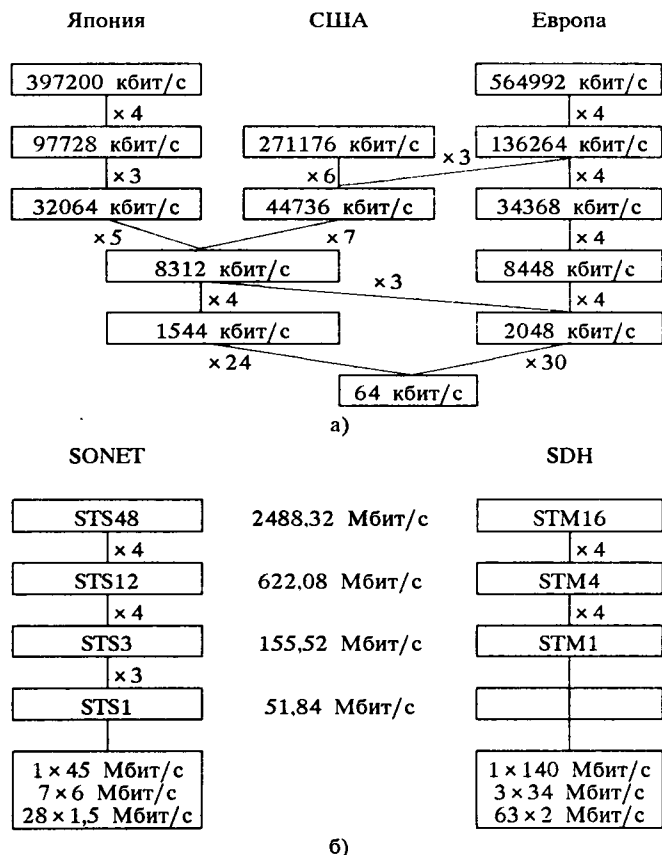 Япония США Европа
397200 кбит/с 564992 кбит/с
×4 ×4
97728 кбит/с 271176 кбит/с ×3 136264 кбит/с
×3 ×6 ×4
32064 кбит/с 44736 кбит/с 34368 кбит/с
×5 ×7 ×4
8312 кбит/с 8448 кбит/с
×4 ×3 ×4
1544 кбит/с 2048 кбит/с
×24 ×30
64 кбит/с
а)
SONET SDH
STS48 2488,32 Мбит/с STM16
×4 ×4
STS12 622,08 Мбит/с STM4
×4 ×4
STS3 155,52 Мбит/с STM1
×3
STS1 51,84 Мбит/с
1×45 Мбит/с 1×140 Мбит/с
7×6 Мбит/с 3×34 Мбит/с
28×1,5 Мбит/с 63×2 Мбит/с
б)